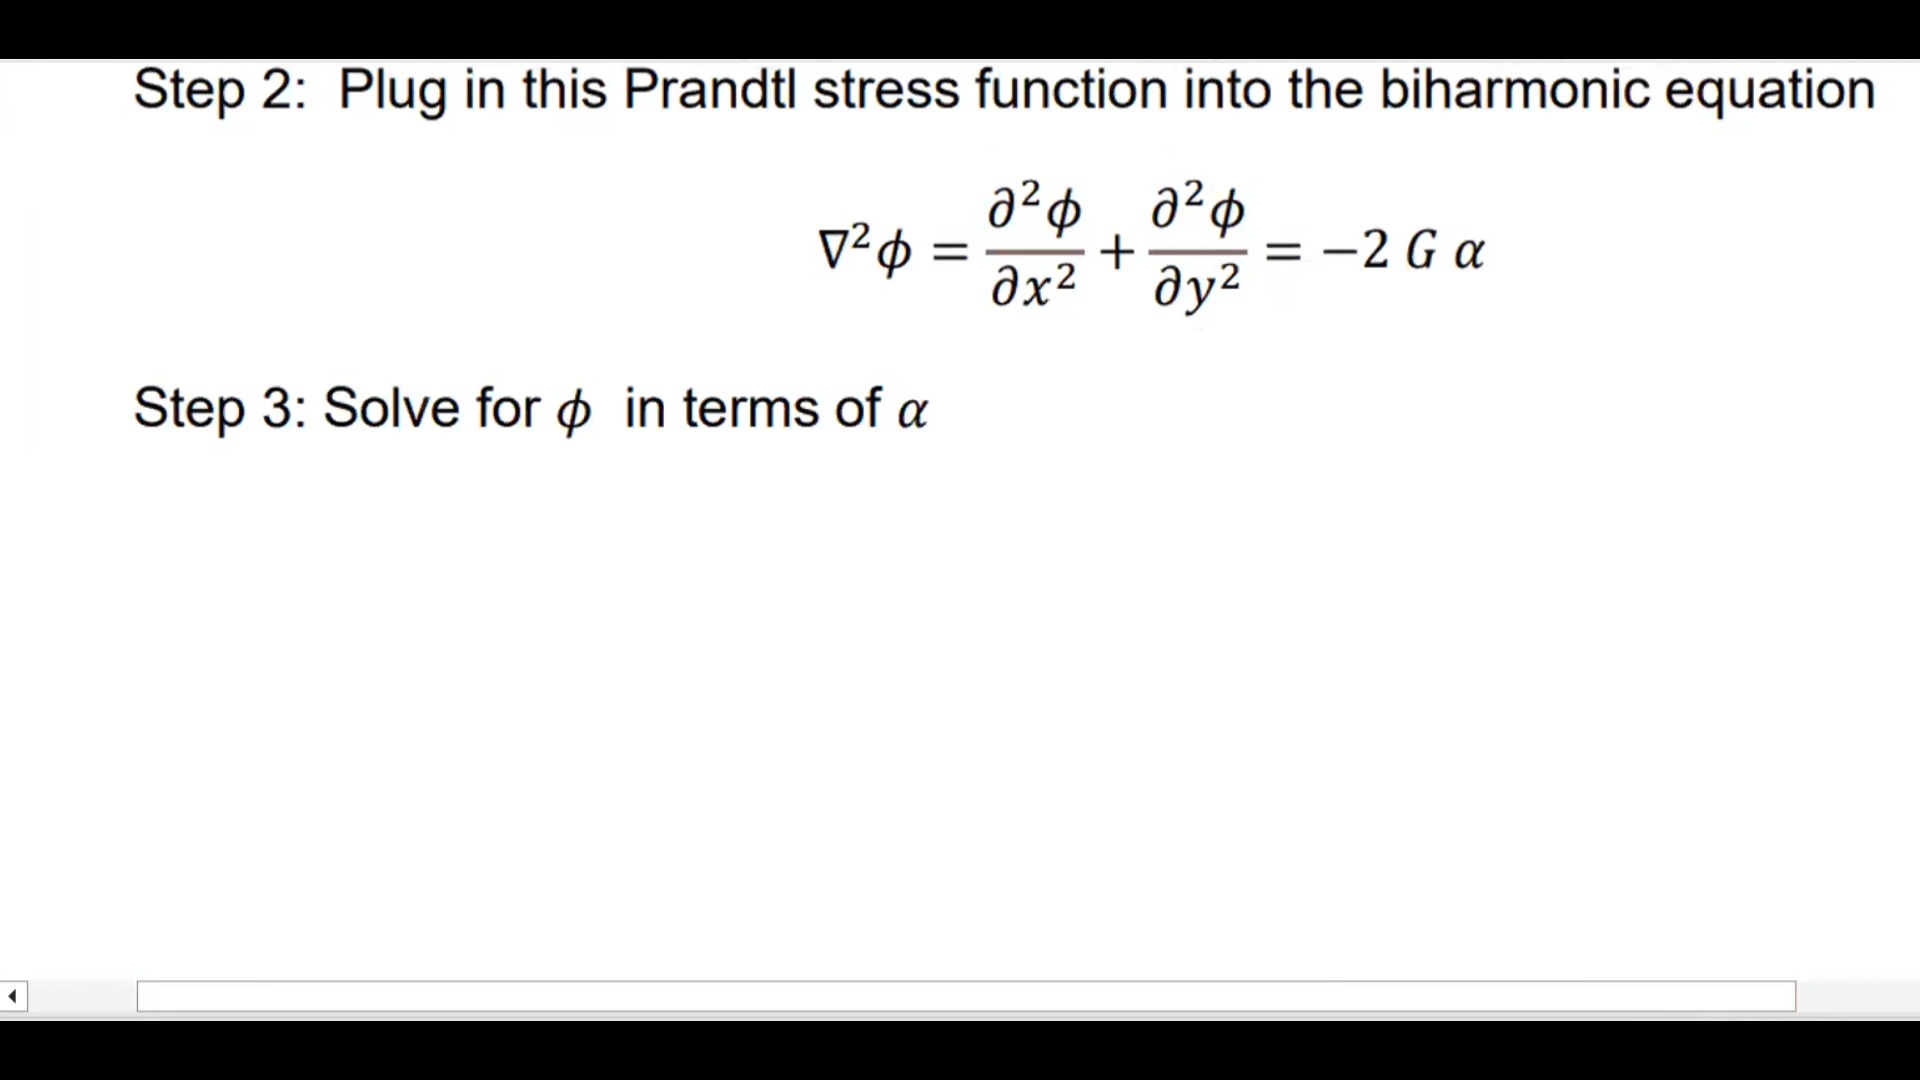 Step 2: Plug in this Prandtl stress function into the biharmonic equation
∇²ϕ = ∂²ϕ/∂x² + ∂²ϕ/∂y² = −2 G α
Step 3: Solve for ϕ in terms of α